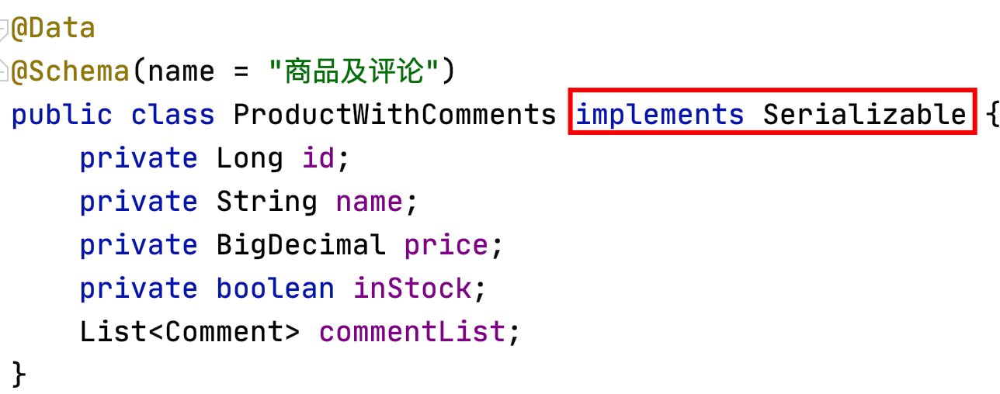 @Data
@Schema(name = "商品及评论")
public class ProductWithComments implements Serializable {
    private Long id;
    private String name;
    private BigDecimal price;
    private boolean inStock;
    List<Comment> commentList;
}